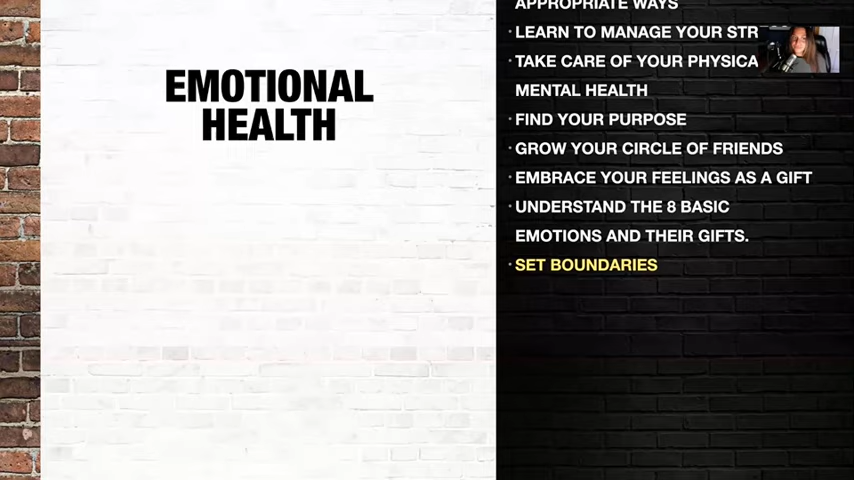 EMOTIONAL
HEALTH
APPROPRIATE WAYS
· LEARN TO MANAGE YOUR STR
· TAKE CARE OF YOUR PHYSICA
MENTAL HEALTH
· FIND YOUR PURPOSE
· GROW YOUR CIRCLE OF FRIENDS
· EMBRACE YOUR FEELINGS AS A GIFT
· UNDERSTAND THE 8 BASIC
EMOTIONS AND THEIR GIFTS.
· SET BOUNDARIES